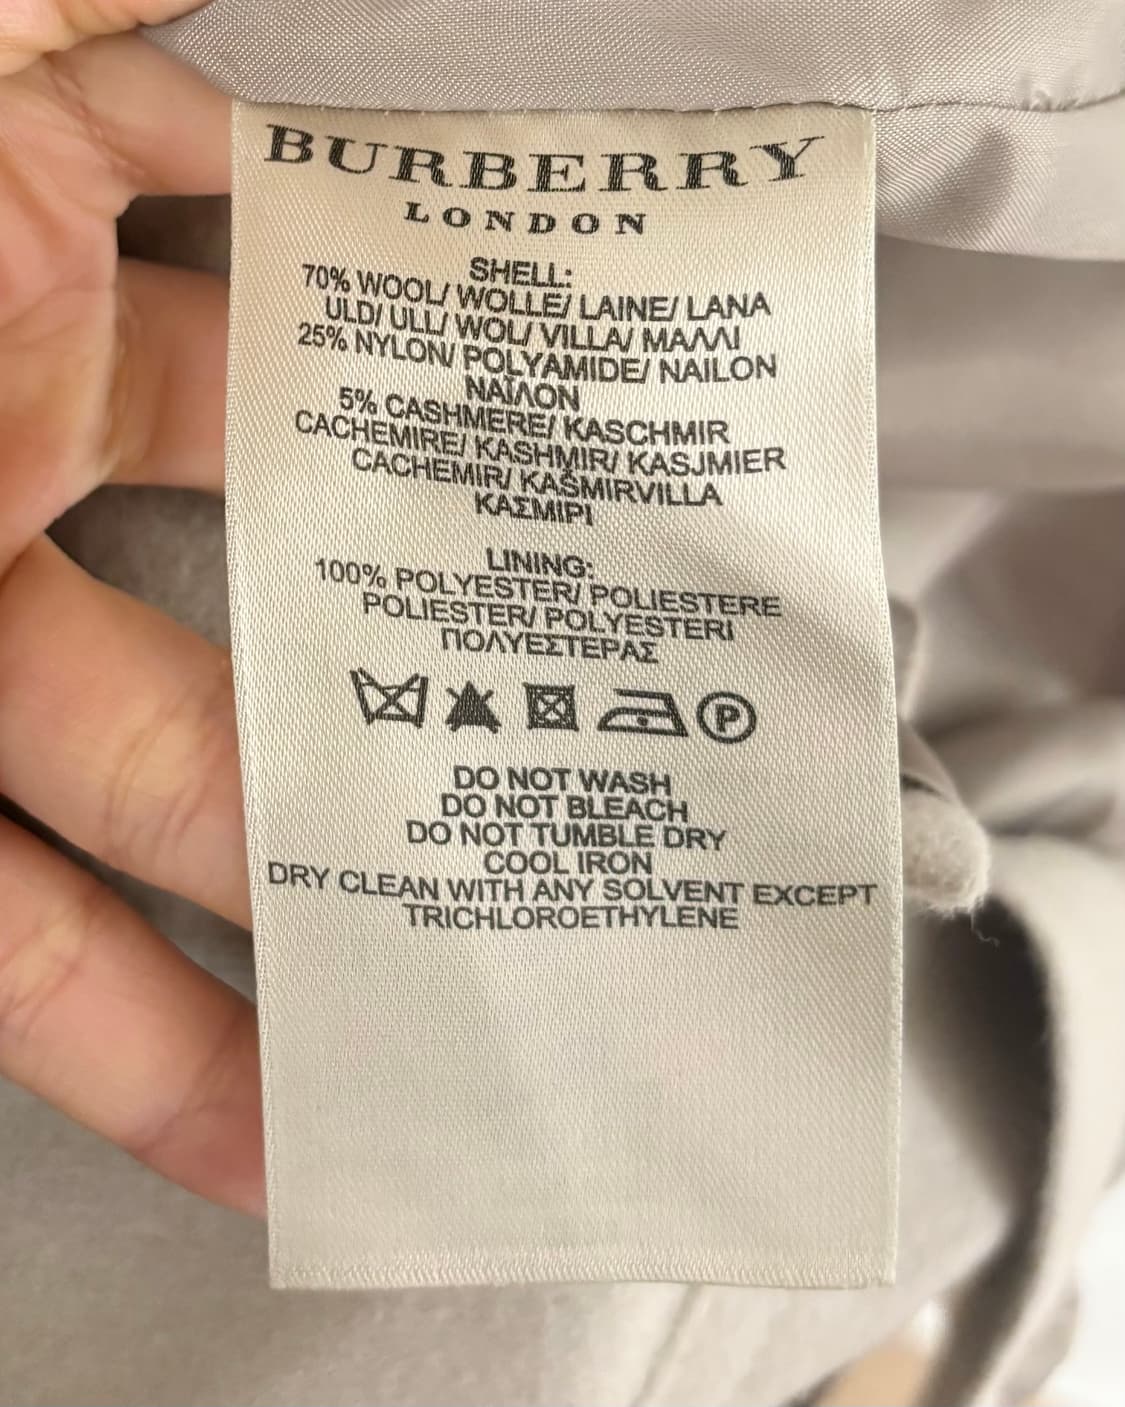 BURBERRY
LONDON
SHELL:
70% WOOL/ WOLLE/ LAINE/ LANA
ULD/ ULL/ WOL/ VILLA/ ΜΑΛΛΙ
25% NYLON/ POLYAMIDE/ NAILON
ΝΑΪΛΟΝ
5% CASHMERE/ KASCHMIR
CACHEMIRE/ KASHMIR/ KASJMIER
CACHEMIR/ KAŠMIRVILLA
ΚΑΣΜΙΡΙ
LINING:
100% POLYESTER/ POLIESTERE
POLIESTER/ POLYESTERI
ΠΟΛΥΕΣΤΕΡΑΣ
P
DO NOT WASH
DO NOT BLEACH
DO NOT TUMBLE DRY
COOL IRON
DRY CLEAN WITH ANY SOLVENT EXCEPT
TRICHLOROETHYLENE